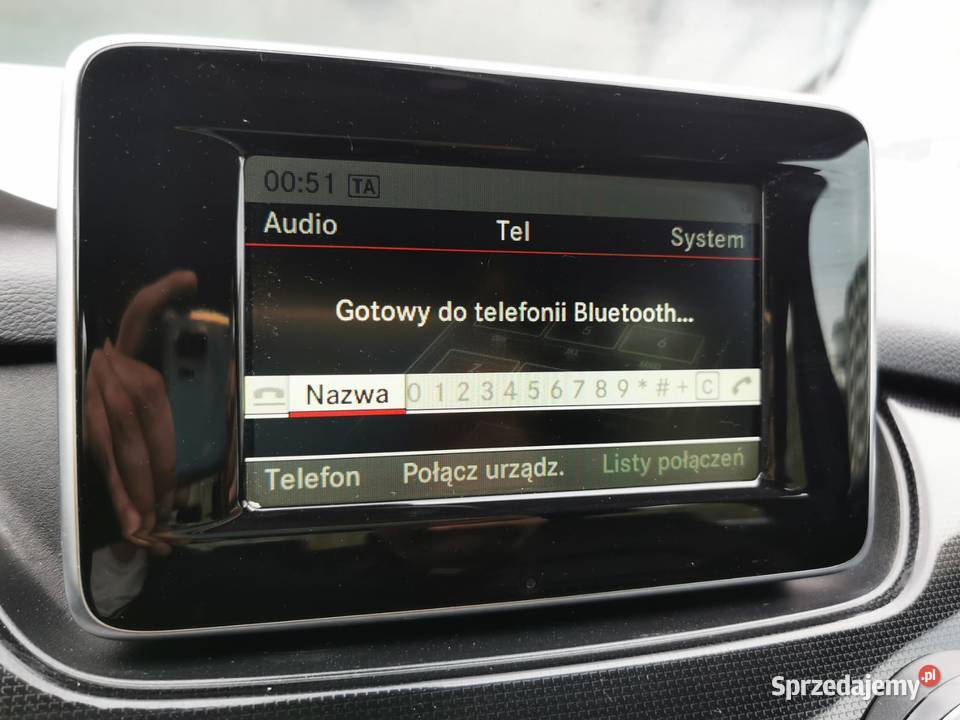 00:51 TA
Audio Tel System
Gotowy do telefonii Bluetooth...
Nazwa 0 1 2 3 4 5 6 7 8 9 * # + C
Telefon Połącz urządz. Listy połączeń
Sprzedajemy.pl